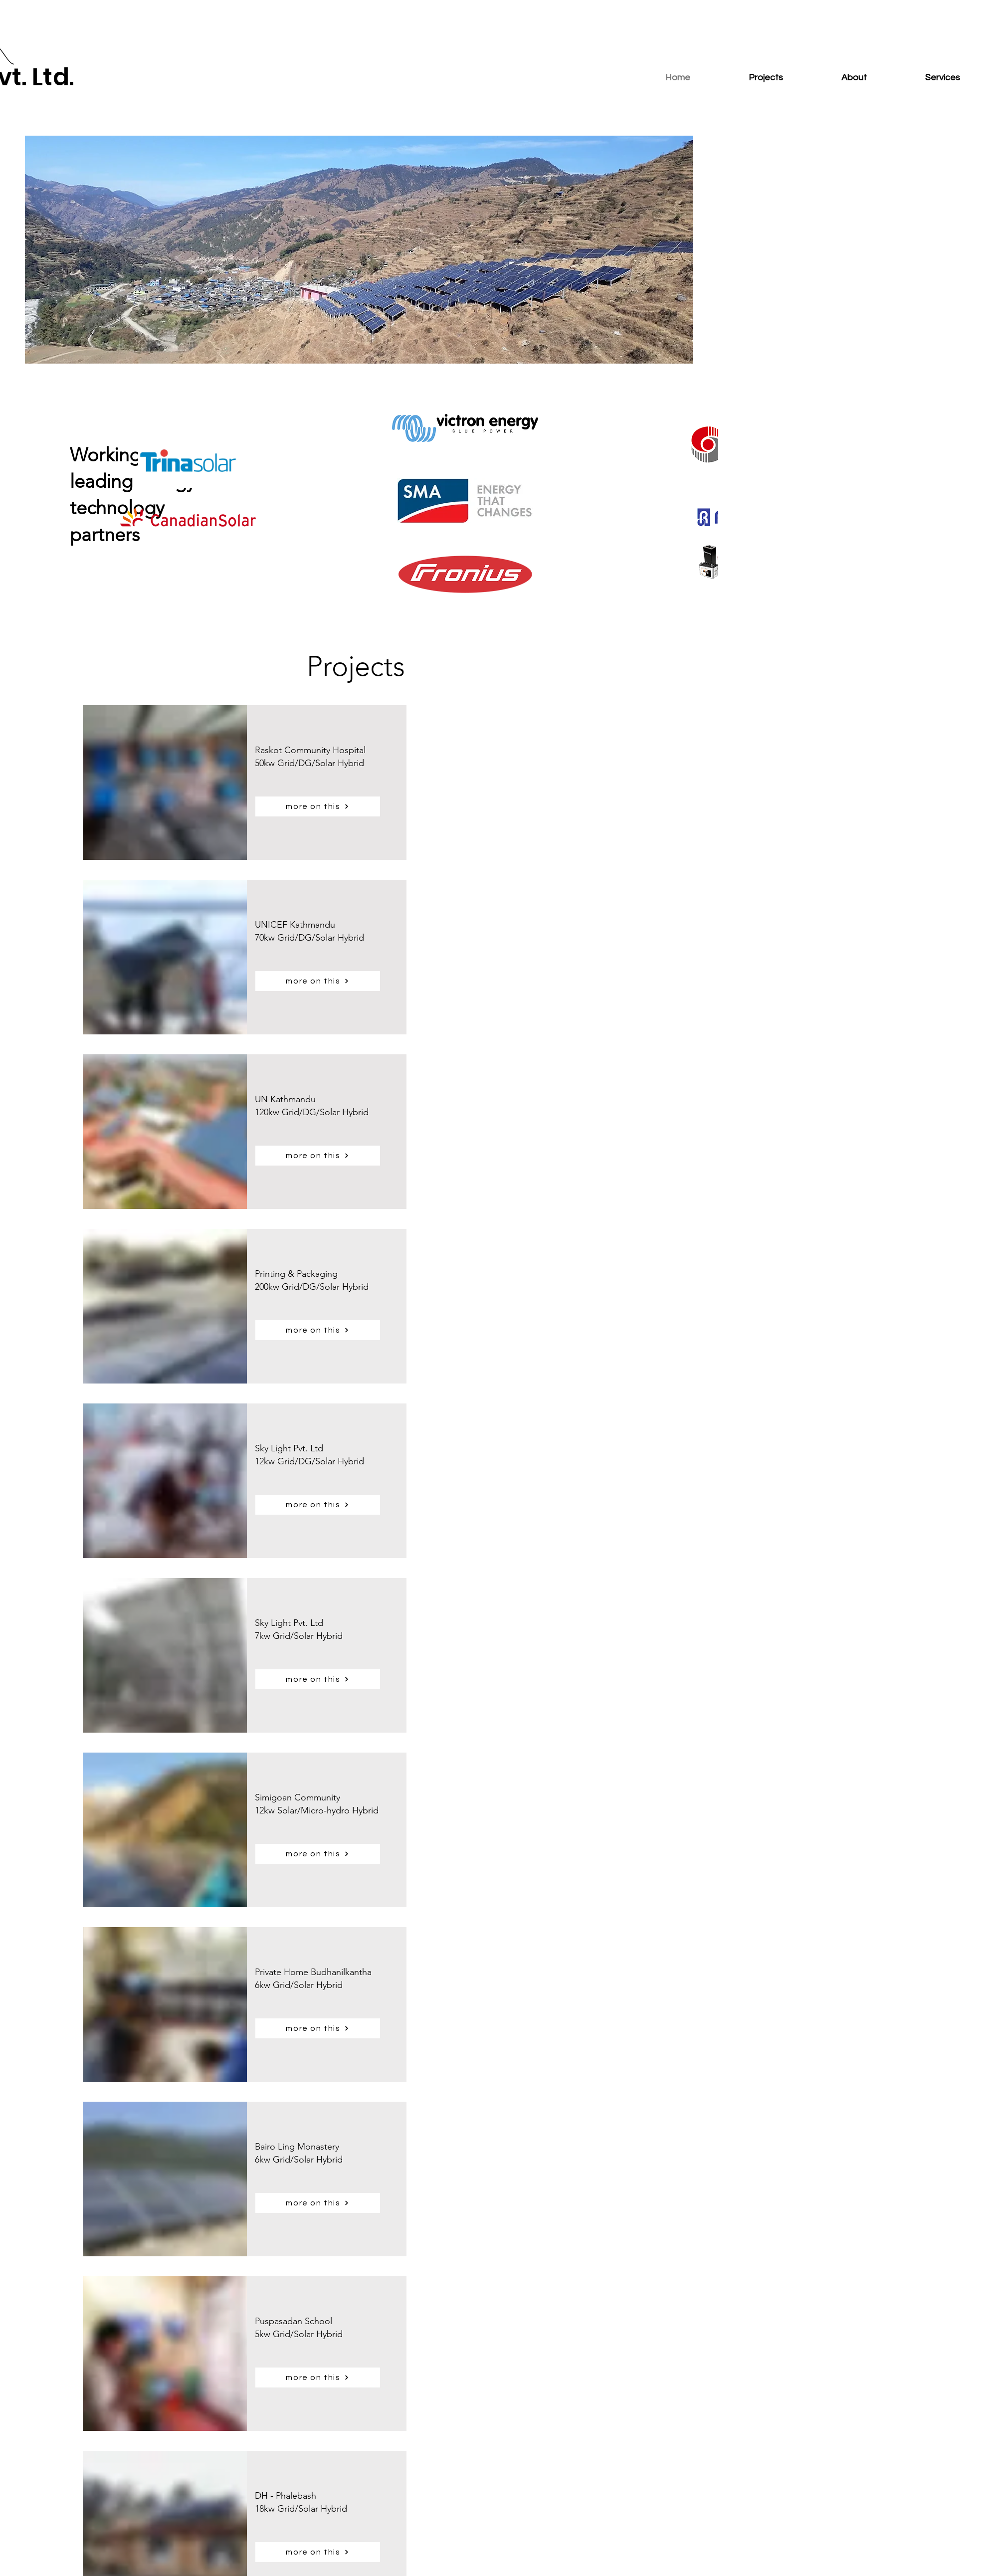 vt. Ltd.
Home
Projects
About
Services
Working
leading
technology
partners
Trinasolar
CanadianSolar
victron energy
BLUE POWER
SMA
ENERGY
THAT
CHANGES
Fronius
Projects
Raskot Community Hospital
50kw Grid/DG/Solar Hybrid
more on this
UNICEF Kathmandu
70kw Grid/DG/Solar Hybrid
more on this
UN Kathmandu
120kw Grid/DG/Solar Hybrid
more on this
Printing & Packaging
200kw Grid/DG/Solar Hybrid
more on this
Sky Light Pvt. Ltd
12kw Grid/DG/Solar Hybrid
more on this
Sky Light Pvt. Ltd
7kw Grid/Solar Hybrid
more on this
Simigoan Community
12kw Solar/Micro-hydro Hybrid
more on this
Private Home Budhanilkantha
6kw Grid/Solar Hybrid
more on this
Bairo Ling Monastery
6kw Grid/Solar Hybrid
more on this
Puspasadan School
5kw Grid/Solar Hybrid
more on this
DH - Phalebash
18kw Grid/Solar Hybrid
more on this